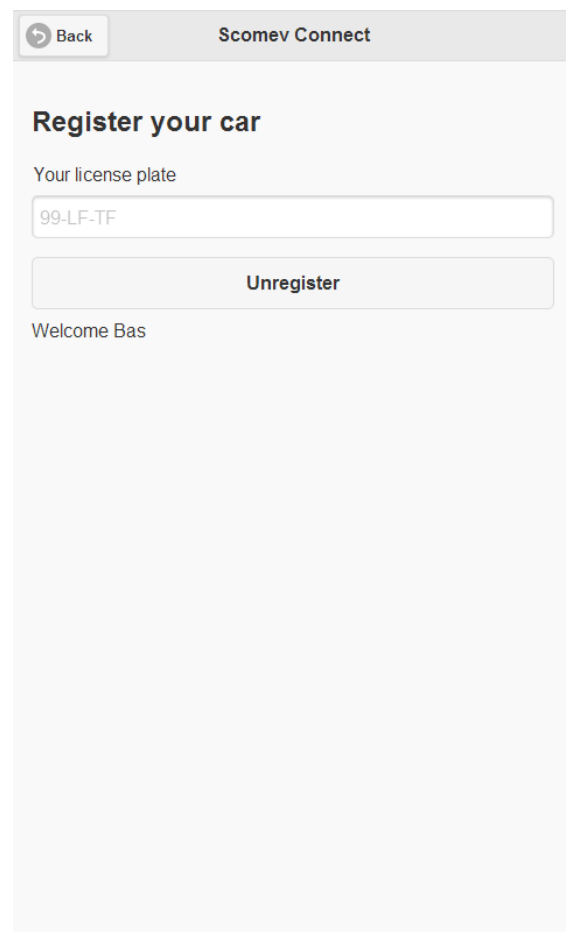 Back
Scomev Connect
Register your car
Your license plate
99-LF-TF
Unregister
Welcome Bas